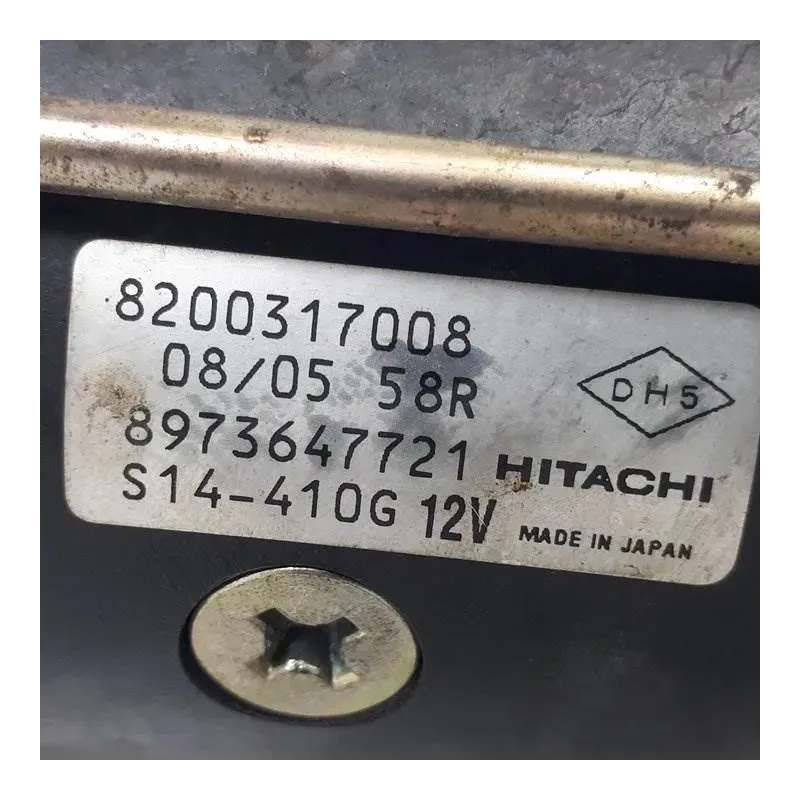 8200317008
08/05 58R
DH5
8973647721 HITACHI
S14-410G 12V MADE IN JAPAN